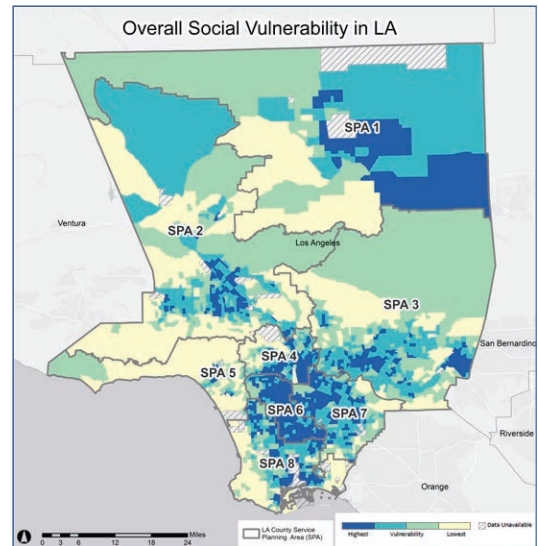 Overall Social Vulnerability in LA
SPA 1
Ventura
SPA 2
Los Angeles
SPA 3
San Bernardino
SPA 4
SPA 5
SPA 6
SPA 7
Riverside
SPA 8
Orange
Miles
0 3 6 12 18 24
LA County Service
Planning Area (SPA)
Highest Vulnerability Lowest
Data Unavailable